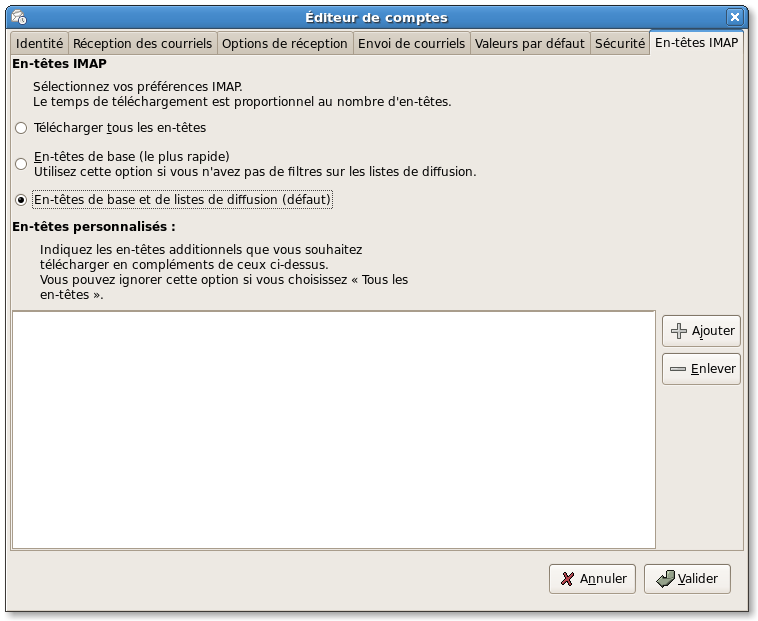 Éditeur de comptes
Identité Réception des courriels Options de réception Envoi de courriels Valeurs par défaut Sécurité En-têtes IMAP
En-têtes IMAP
Sélectionnez vos préférences IMAP.
Le temps de téléchargement est proportionnel au nombre d'en-têtes.
Télécharger tous les en-têtes
En-têtes de base (le plus rapide)
Utilisez cette option si vous n'avez pas de filtres sur les listes de diffusion.
En-têtes de base et de listes de diffusion (défaut)
En-têtes personnalisés :
Indiquez les en-têtes additionnels que vous souhaitez
télécharger en compléments de ceux ci-dessus.
Vous pouvez ignorer cette option si vous choisissez « Tous les
en-têtes ».
Ajouter
Enlever
Annuler Valider